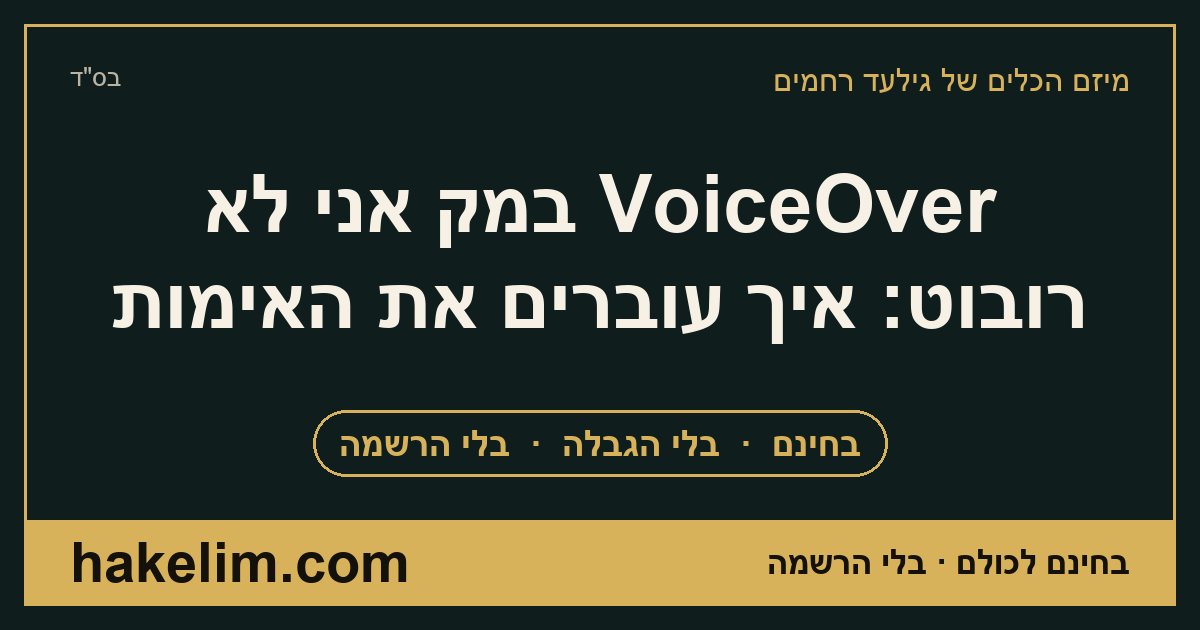 מיזם הכלים של גילעד רחמים
בס"ד
VoiceOver במק אני לא
רובוט: איך עוברים את האימות
בחינם · בלי הגבלה · בלי הרשמה
בחינם לכולם · בלי הרשמה
hakelim.com